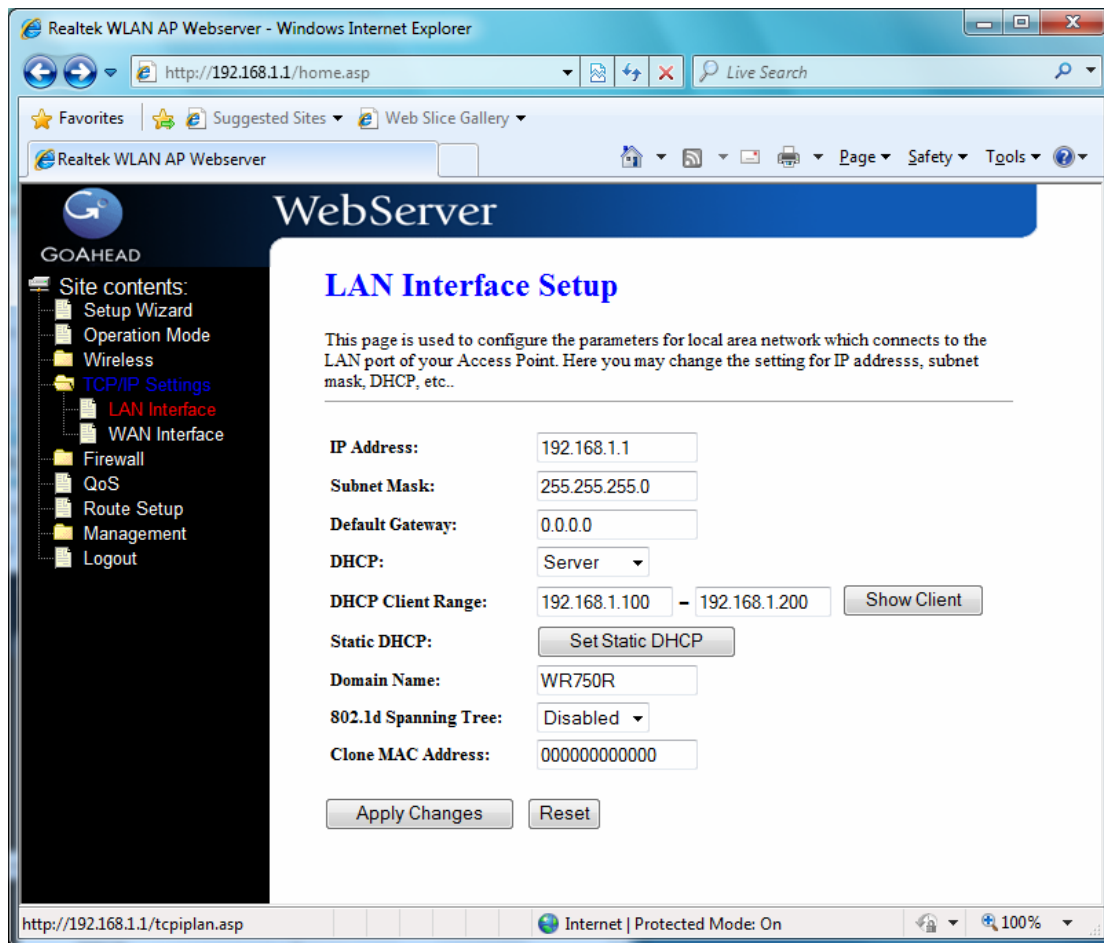 Realtek WLAN AP Webserver - Windows Internet Explorer
http://192.168.1.1/home.asp
Live Search
Favorites
Suggested Sites
Web Slice Gallery
Realtek WLAN AP Webserver
Page
Safety
Tools
GOAHEAD
WebServer
Site contents:
Setup Wizard
Operation Mode
Wireless
TCP/IP Settings
LAN Interface
WAN Interface
Firewall
QoS
Route Setup
Management
Logout
LAN Interface Setup
This page is used to configure the parameters for local area network which connects to the
LAN port of your Access Point. Here you may change the setting for IP addresss, subnet
mask, DHCP, etc..
IP Address: 192.168.1.1
Subnet Mask: 255.255.255.0
Default Gateway: 0.0.0.0
DHCP: Server
DHCP Client Range: 192.168.1.100 – 192.168.1.200 Show Client
Static DHCP: Set Static DHCP
Domain Name: WR750R
802.1d Spanning Tree: Disabled
Clone MAC Address: 000000000000
Apply Changes Reset
http://192.168.1.1/tcpiplan.asp
Internet | Protected Mode: On
100%